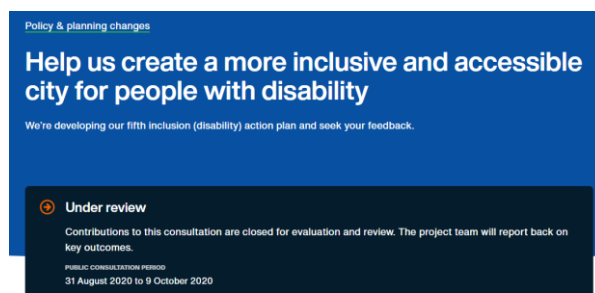 Policy & planning changes
Help us create a more inclusive and accessible
city for people with disability
We're developing our fifth inclusion (disability) action plan and seek your feedback.
Under review
Contributions to this consultation are closed for evaluation and review. The project team will report back on
key outcomes.
PUBLIC CONSULTATION PERIOD
31 August 2020 to 9 October 2020